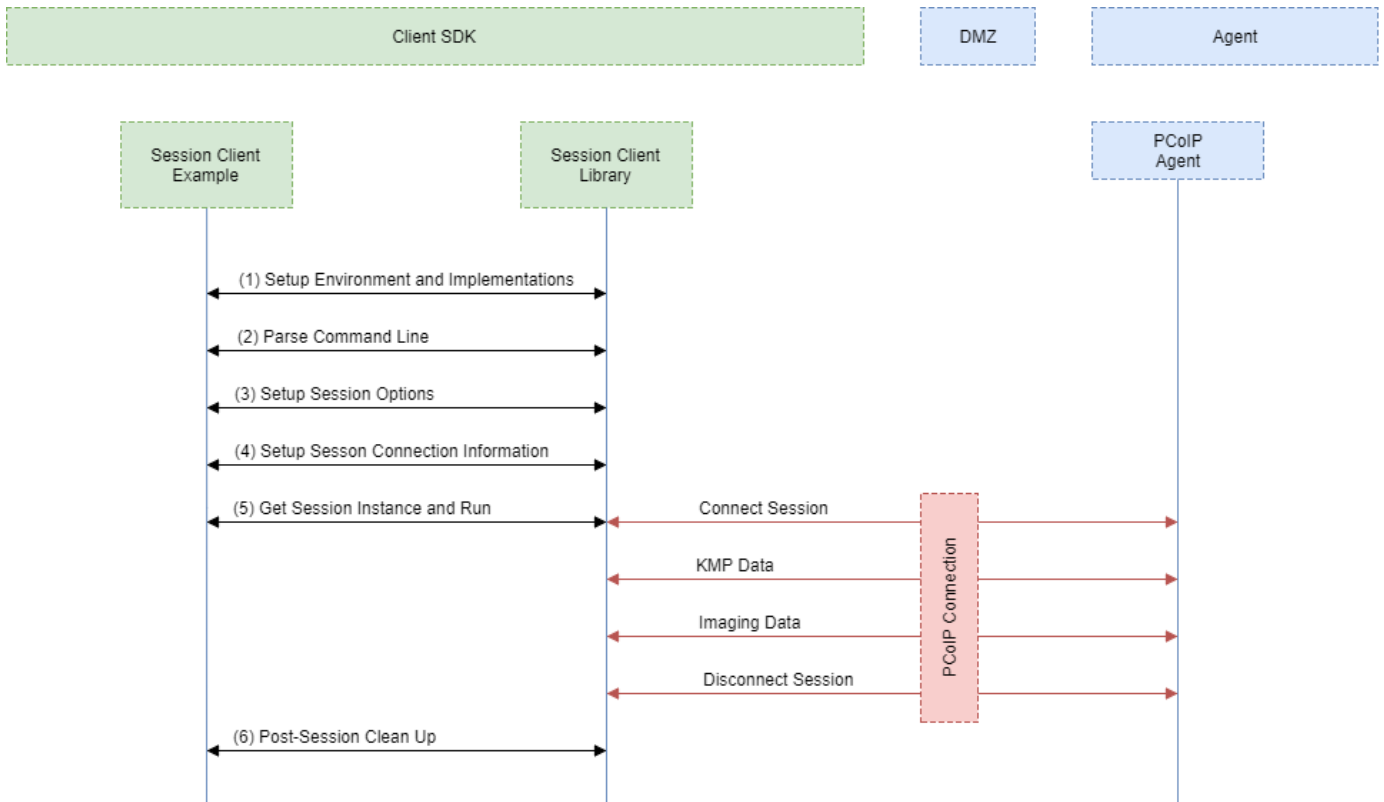 Client SDK
DMZ
Agent
Session Client
Example
Session Client
Library
PCoIP
Agent
(1) Setup Environment and Implementations
(2) Parse Command Line
(3) Setup Session Options
(4) Setup Sesson Connection Information
(5) Get Session Instance and Run
Connect Session
KMP Data
Imaging Data
Disconnect Session
PCoIP Connection
(6) Post-Session Clean Up